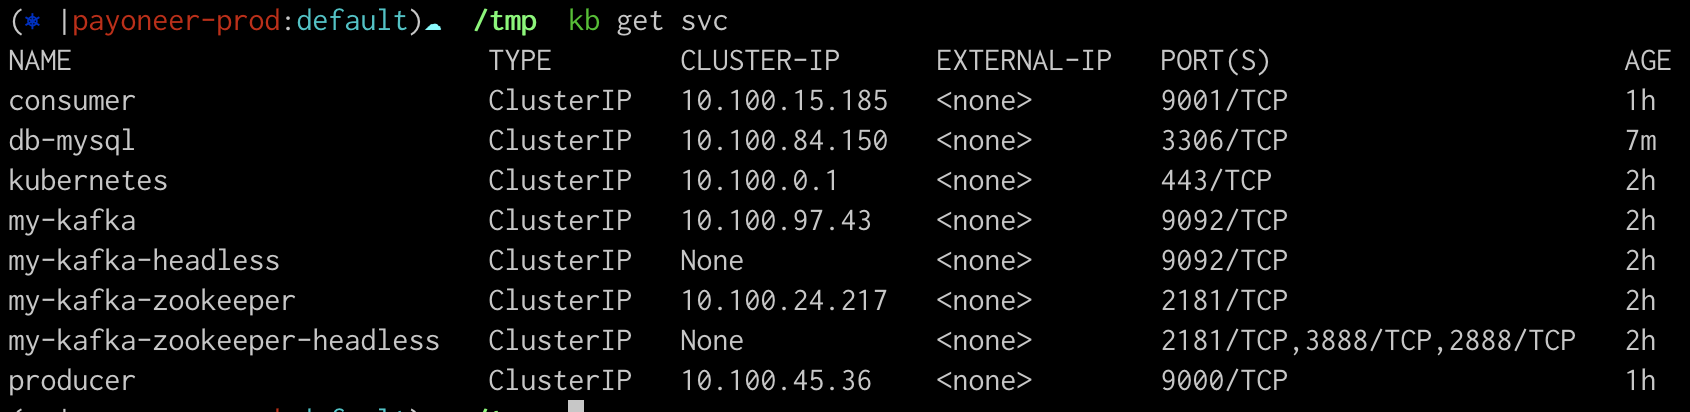 (⎈ |payoneer-prod:default)☁ /tmp kb get svc
NAME TYPE CLUSTER-IP EXTERNAL-IP PORT(S) AGE
consumer ClusterIP 10.100.15.185 <none> 9001/TCP 1h
db-mysql ClusterIP 10.100.84.150 <none> 3306/TCP 7m
kubernetes ClusterIP 10.100.0.1 <none> 443/TCP 2h
my-kafka ClusterIP 10.100.97.43 <none> 9092/TCP 2h
my-kafka-headless ClusterIP None <none> 9092/TCP 2h
my-kafka-zookeeper ClusterIP 10.100.24.217 <none> 2181/TCP 2h
my-kafka-zookeeper-headless ClusterIP None <none> 2181/TCP,3888/TCP,2888/TCP 2h
producer ClusterIP 10.100.45.36 <none> 9000/TCP 1h